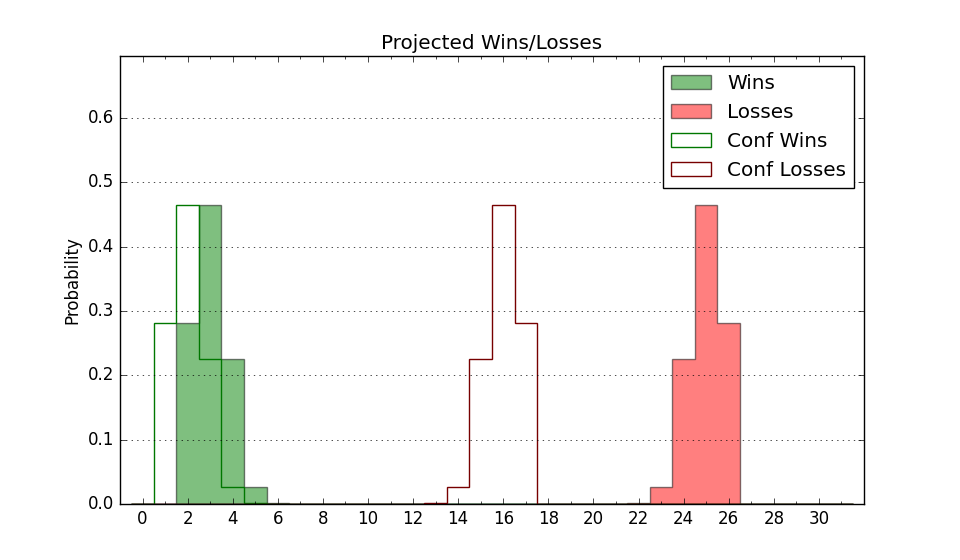 Projected Wins/Losses
Wins
Losses
Conf Wins
Conf Losses
Probability
0.6
0.5
0.4
0.3
0.2
0.1
0.0
0 2 4 6 8 10 12 14 16 18 20 22 24 26 28 30